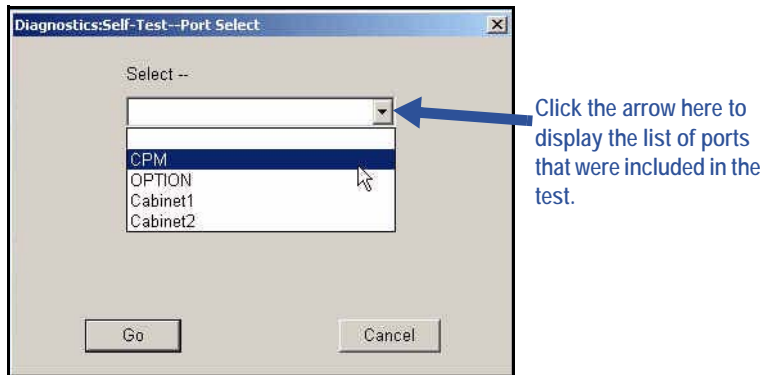 Diagnostics:Self-Test--Port Select
Select --
CPM
OPTION
Cabinet1
Cabinet2
Go
Cancel
Click the arrow here to
display the list of ports
that were included in the
test.